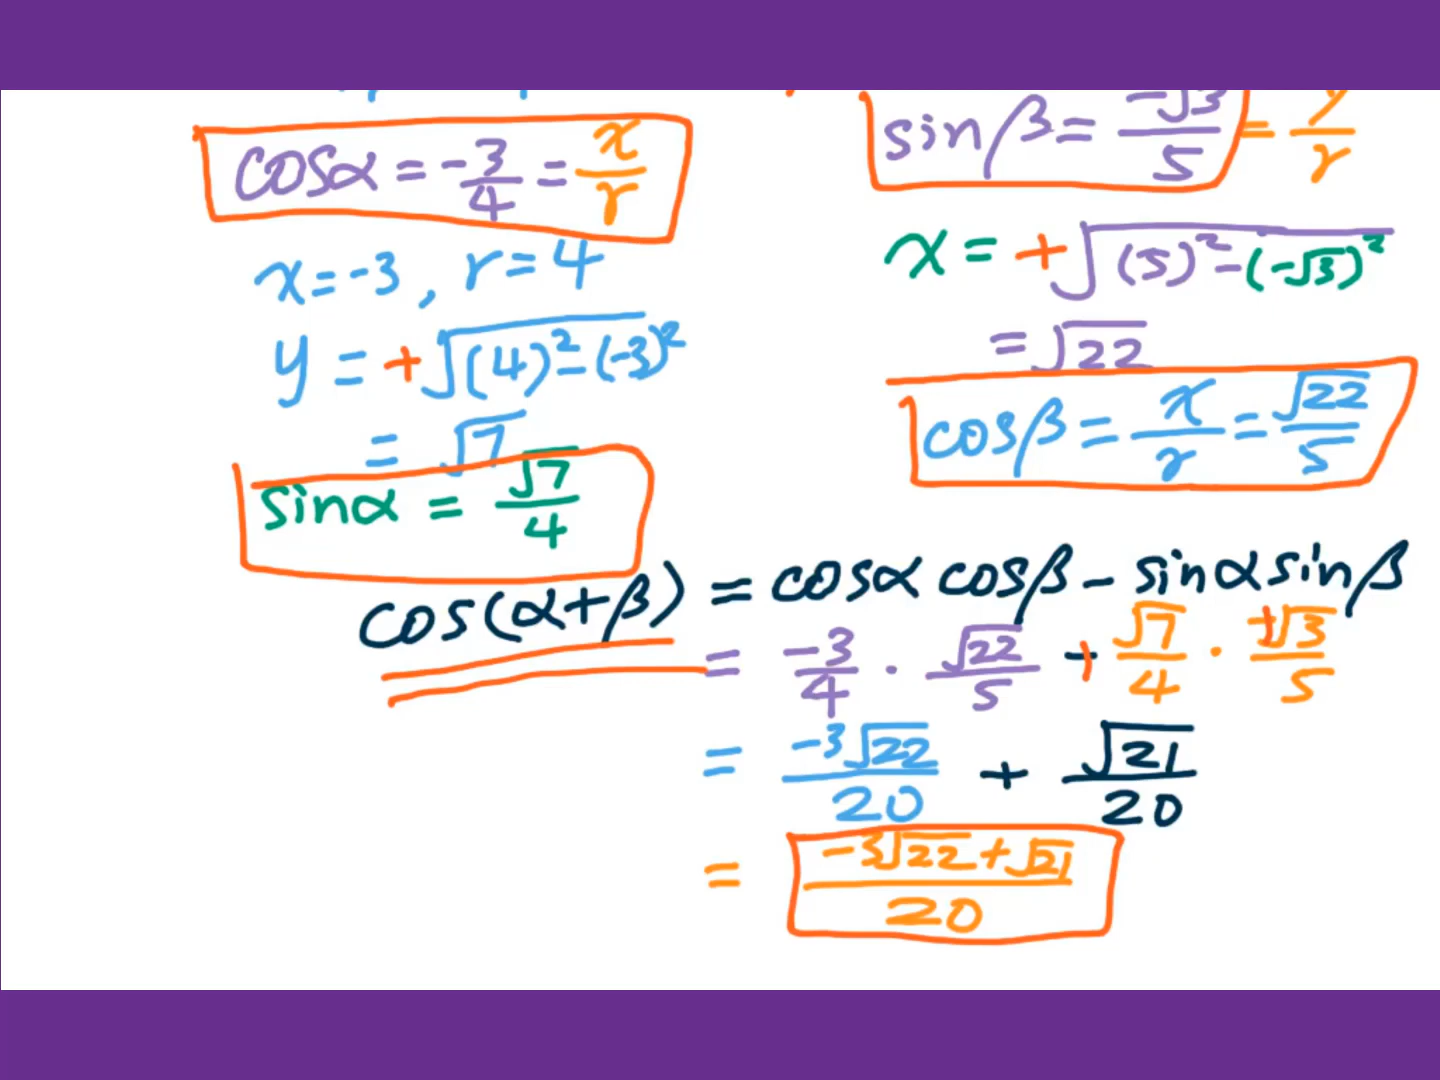 cosα = -3/4 = x/r
x = -3, r = 4
y = +√(4)² - (-3)²
= √7
sinα = √7/4
sinβ = -√3/5 = y/r
x = +√(5)² - (-√3)²
= √22
cosβ = x/r = √22/5
cos(α+β) = cosα cosβ - sinα sinβ
= -3/4 · √22/5 + √7/4 · +√3/5
= -3√22/20 + √21/20
= -3√22 + √21/20